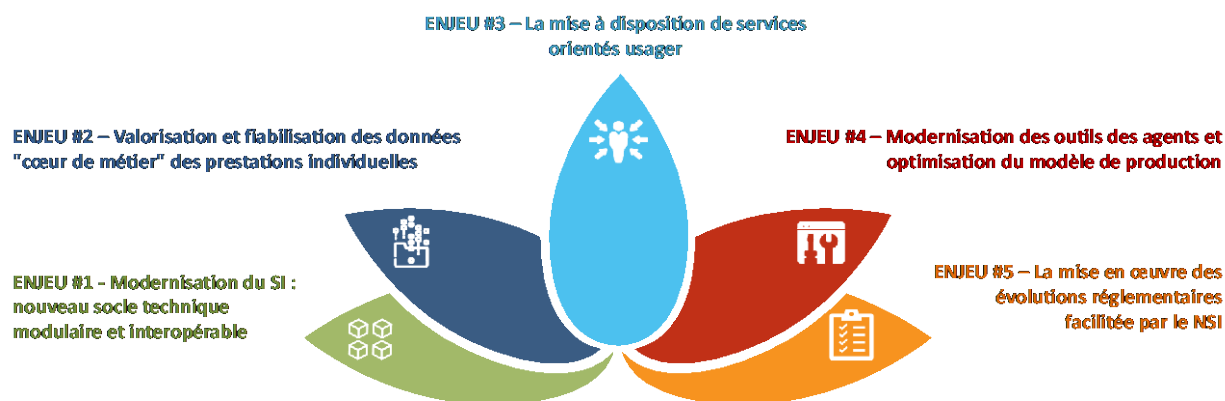 ENJEU #3 – La mise à disposition de services
orientés usager
ENJEU #2 – Valorisation et fiabilisation des données
"cœur de métier" des prestations individuelles
ENJEU #4 – Modernisation des outils des agents et
optimisation du modèle de production
ENJEU #1 - Modernisation du SI :
nouveau socle technique
modulaire et interopérable
ENJEU #5 – La mise en œuvre des
évolutions réglementaires
facilitée par le NSI